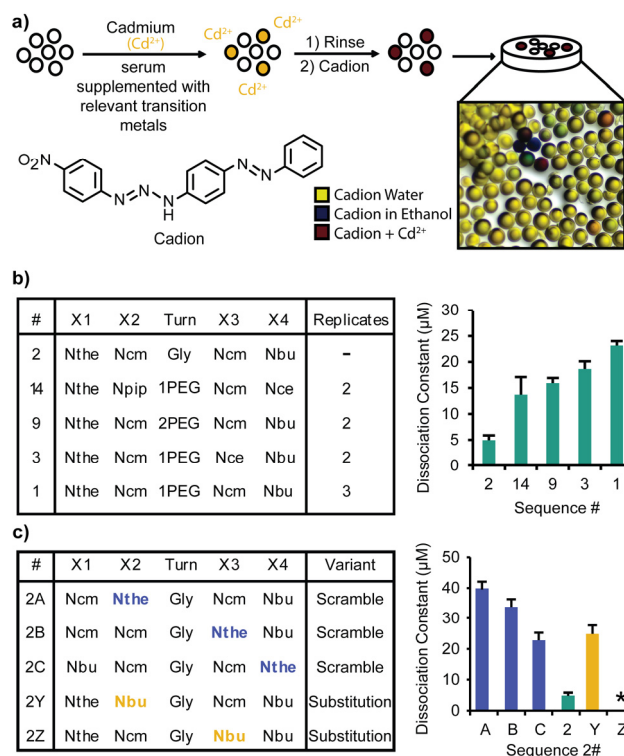 a)
Cadmium
(Cd²⁺)
serum
supplemented with
relevant transition
metals
Cd²⁺
Cd²⁺
Cd²⁺
1) Rinse
2) Cadion
O₂N
N
N
N
N
N
H
Cadion
Cadion Water
Cadion in Ethanol
Cadion + Cd²⁺
b)
# X1 X2 Turn X3 X4 Replicates
2 Nthe Ncm Gly Ncm Nbu –
14 Nthe Npip 1PEG Ncm Nce 2
9 Nthe Ncm 2PEG Ncm Nbu 2
3 Nthe Ncm 1PEG Nce Nbu 2
1 Nthe Ncm 1PEG Ncm Nbu 3
Dissociation Constant (µM)
30
25
20
15
10
5
0
2 14 9 3 1
Sequence #
c)
# X1 X2 Turn X3 X4 Variant
2A Ncm Nthe Gly Ncm Nbu Scramble
2B Ncm Ncm Gly Nthe Nbu Scramble
2C Nbu Ncm Gly Ncm Nthe Scramble
2Y Nthe Nbu Gly Ncm Nbu Substitution
2Z Nthe Ncm Gly Nbu Nbu Substitution
Dissociation Constant (µM)
50
40
30
20
10
0
*
A B C 2 Y Z
Sequence 2#